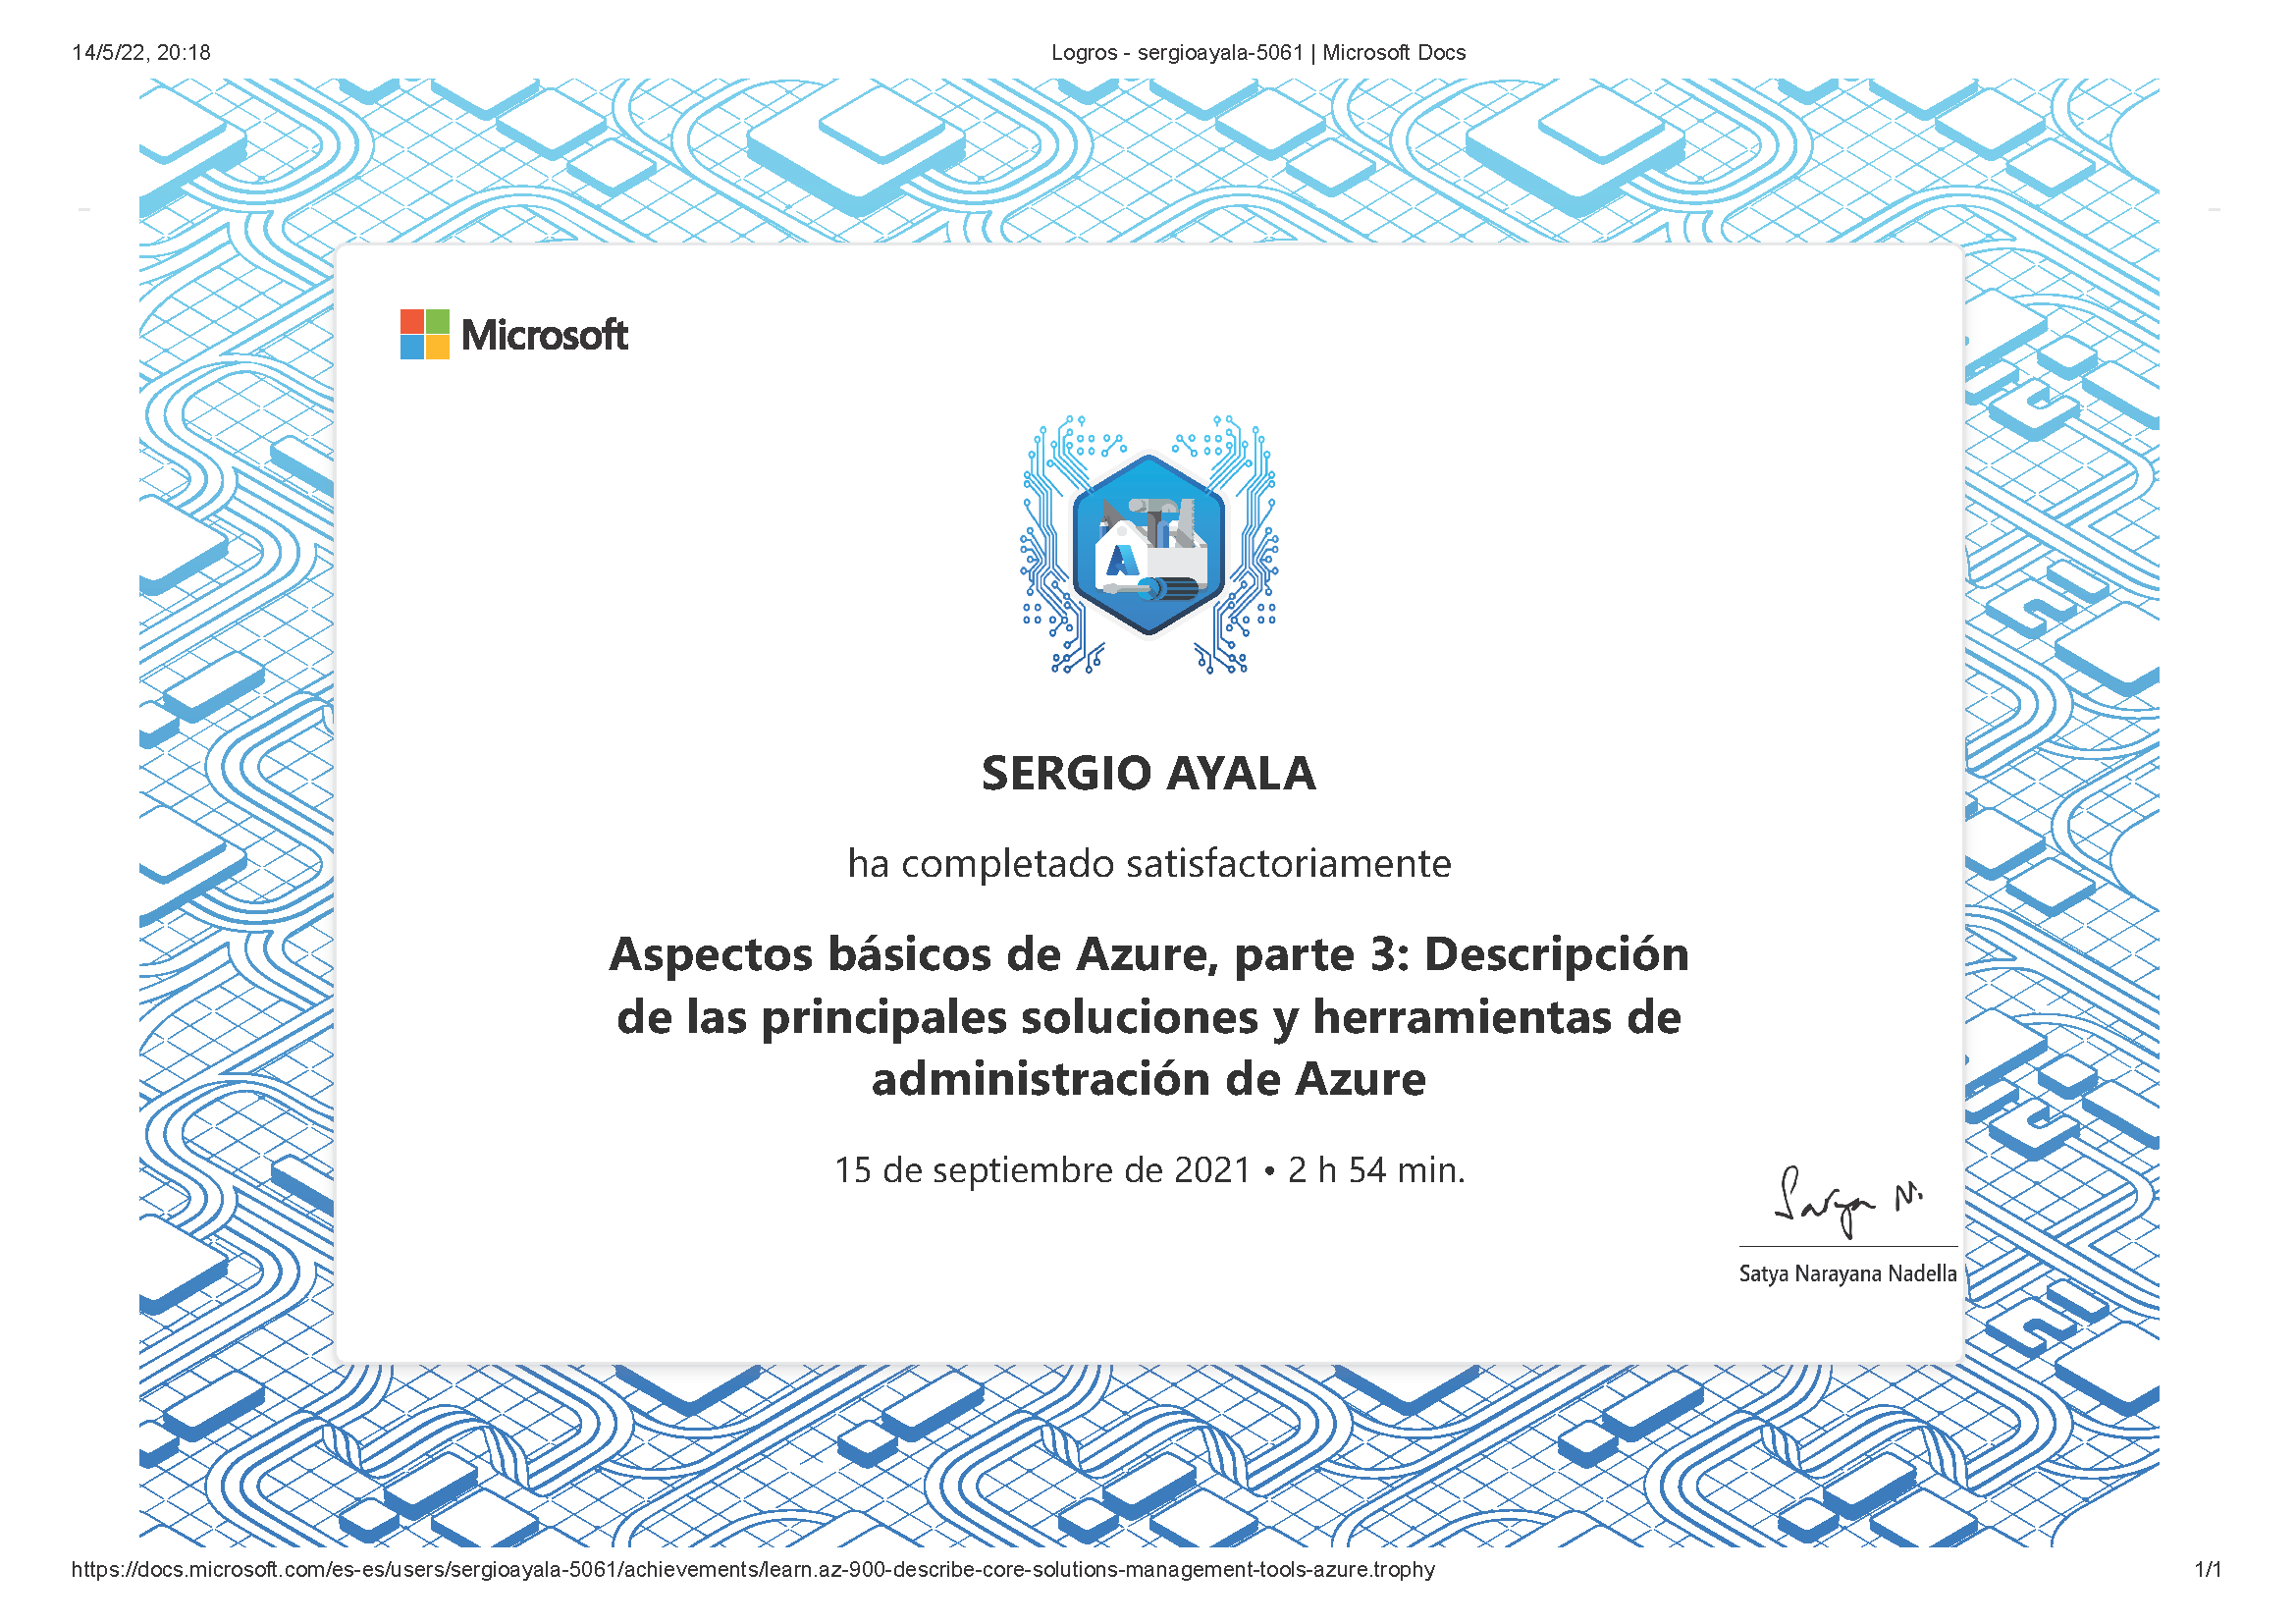 14/5/22, 20:18
Logros - sergioayala-5061 | Microsoft Docs
Microsoft
A
SERGIO AYALA
ha completado satisfactoriamente
Aspectos básicos de Azure, parte 3: Descripción
de las principales soluciones y herramientas de
administración de Azure
15 de septiembre de 2021 • 2 h 54 min.
Satya N.
Satya Narayana Nadella
https://docs.microsoft.com/es-es/users/sergioayala-5061/achievements/learn.az-900-describe-core-solutions-management-tools-azure.trophy
1/1